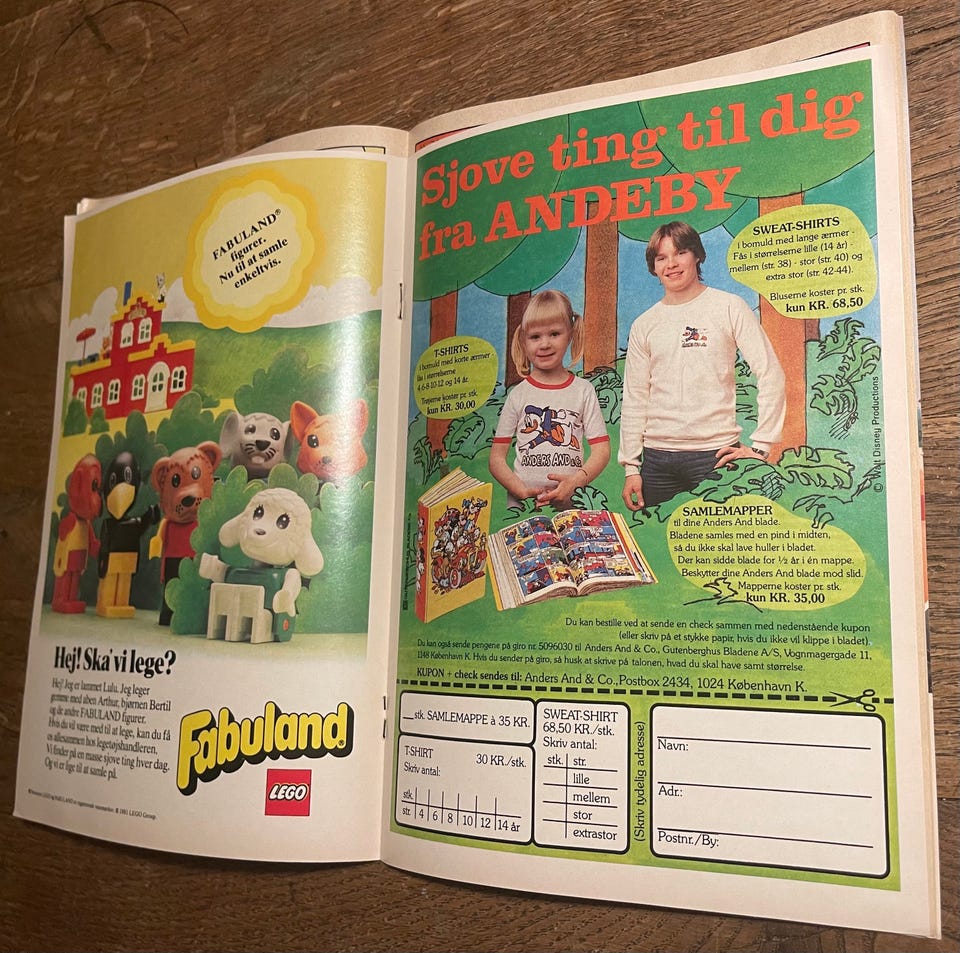 FABULAND®
figurer.
Nu til at samle
enkeltvis.
Hej! Ska' vi lege?
Hej! Jeg er lammet Lulu. Jeg leger
gerne med aben Arthur, bjørnen Bertil
og de andre FABULAND figurer.
Hvis du vil være med til at lege, kan du få
os allesammen hos legetøjshandleren.
Vi finder på en masse sjove ting hver dag.
Og vi er lige til at samle på.
Fabuland®
LEGO
® 1981 LEGO Group.
Sjove ting til dig
fra ANDEBY
SWEAT-SHIRTS
i bomuld med lange ærmer -
Fås i størrelserne lille (14 år) -
mellem (str. 38) - stor (str. 40) og
extra stor (str. 42-44).
Bluserne koster pr. stk.
kun KR. 68,50
T-SHIRTS
i bomuld med korte ærmer -
fås i størrelserne
4-6-8-10-12 og 14 år.
Trøjerne koster pr. stk.
kun KR. 30,00
ANDERS AND & C
© Walt Disney Productions
SAMLEMAPPER
til dine Anders And blade.
Bladene samles med en pind i midten,
så du ikke skal lave huller i bladet.
Der kan sidde blade for ½ år i én mappe.
Beskytter dine Anders And blade mod slid.
Mapperne koster pr. stk.
kun KR. 35,00
Du kan bestille ved at sende en check sammen med nedenstående kupon
(eller skriv på et stykke papir, hvis du ikke vil klippe i bladet).
Du kan også sende pengene på giro nr. 5096030 til Anders And & Co., Gutenberghus Bladene A/S, Vognmagergade 11,
1148 København K. Hvis du sender på giro, så husk at skrive på talonen, hvad du skal have samt størrelse.
KUPON + check sendes til: Anders And & Co., Postbox 2434, 1024 København K.
__stk. SAMLEMAPPE à 35 KR.
T-SHIRT 30 KR./stk.
Skriv antal:
stk.
str. 4 6 8 10 12 14 år
SWEAT-SHIRT
68,50 KR./stk.
Skriv antal:
stk. str.
lille
mellem
stor
extrastor
(Skriv tydelig adresse)
Navn:
Adr.:
Postnr./By: